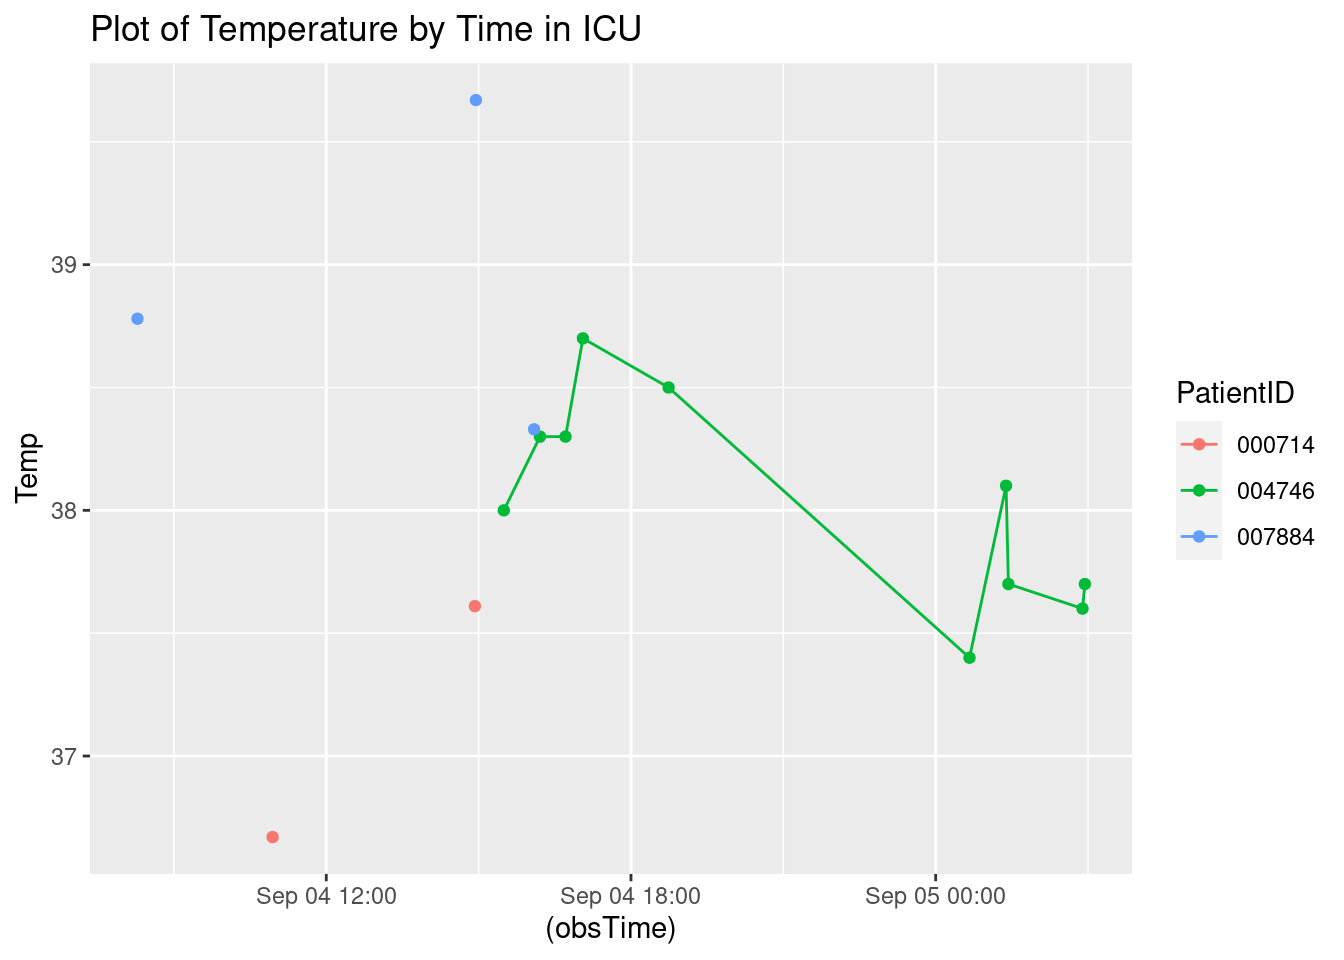 Plot of Temperature by Time in ICU
39
38
37
Temp
Sep 04 12:00
Sep 04 18:00
Sep 05 00:00
(obsTime)
PatientID
000714
004746
007884